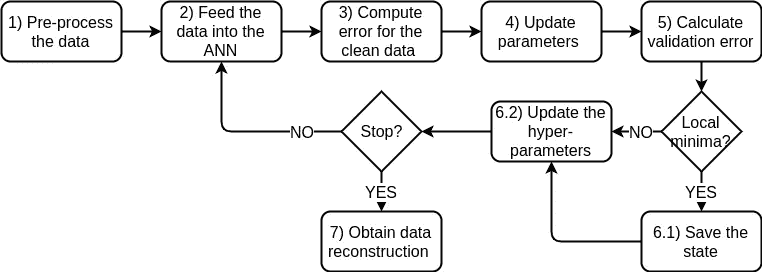 1) Pre-process
the data
2) Feed the
data into the
ANN
3) Compute
error for the
clean data
4) Update
parameters
5) Calculate
validation error
Local
minima?
NO
YES
6.1) Save the
state
6.2) Update the
hyper-
parameters
Stop?
NO
YES
7) Obtain data
reconstruction